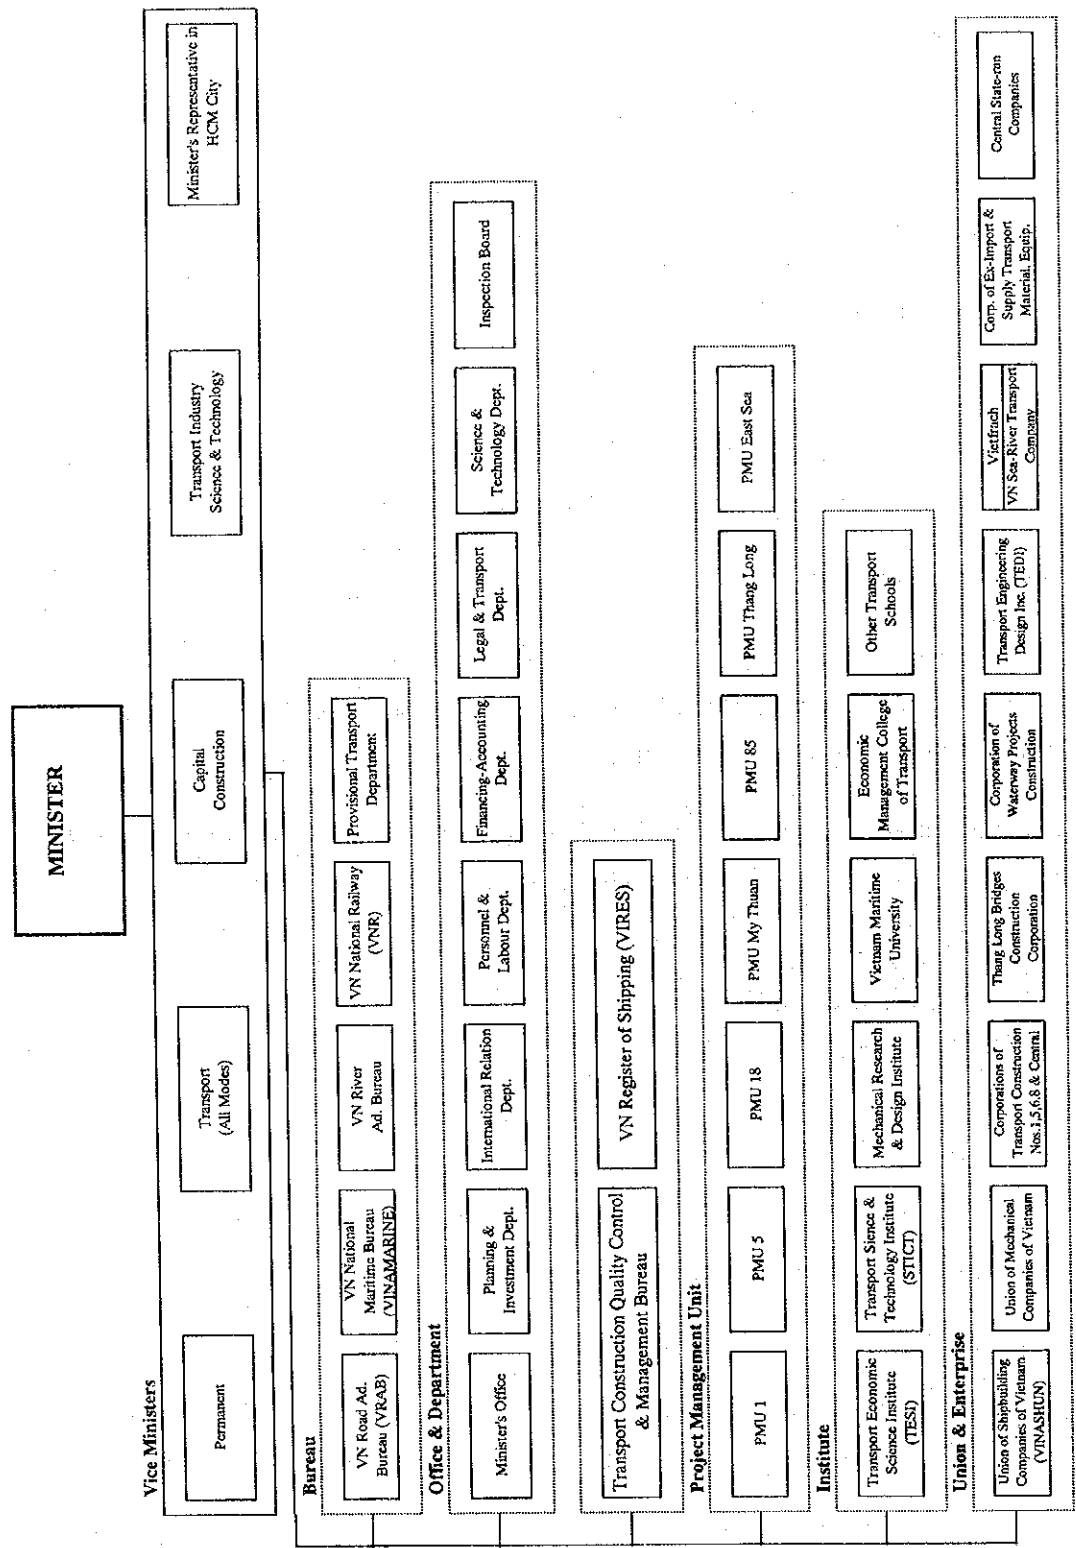 MINISTER
Vice Ministers
Permanent
Transport
(All Modes)
Capital
Construction
Transport Industry
Science & Technology
Minister's Representative in
HCM City
Bureau
VN Road Ad.
Bureau (VRAB)
VN National
Maritime Bureau
(VINAMARINE)
VN River
Ad. Bureau
VN National Railway
(VNR)
Provisional Transport
Department
Office & Department
Minister's Office
Planning &
Investment Dept.
International Relation
Dept.
Personnel &
Labour Dept.
Financing-Accounting
Dept.
Legal & Transport
Dept.
Science &
Technology Dept.
Inspection Board
Transport Construction Quality Control
& Management Bureau
VN Register of Shipping (VIRES)
Project Management Unit
PMU 1
PMU 5
PMU 18
PMU My Thuan
PMU 85
PMU Thang Long
PMU East Sea
Institute
Transport Economic
Science Institute
(TESI)
Transport Sience &
Technology Institute
(STICT)
Mechanical Research
& Design Institute
Vietnam Maritime
University
Economic
Management College
of Transport
Other Transport
Schools
Union & Enterprise
Union of Shipbuilding
Companies of Vietnam
(VINASHUN)
Union of Mechanical
Companies of Vietnam
Corporations of
Transport Construction
Nos.1,5,6,8 & Central
Thang Long Bridges
Construction
Corporation
Corporation of
Waterway Projects
Construction
Transport Engineering
Design Inc. (TEDI)
Vietfrach
VN Sea-River Transport
Company
Corp. of Ex-Import &
Supply Transport
Material, Equip.
Central State-run
Companies